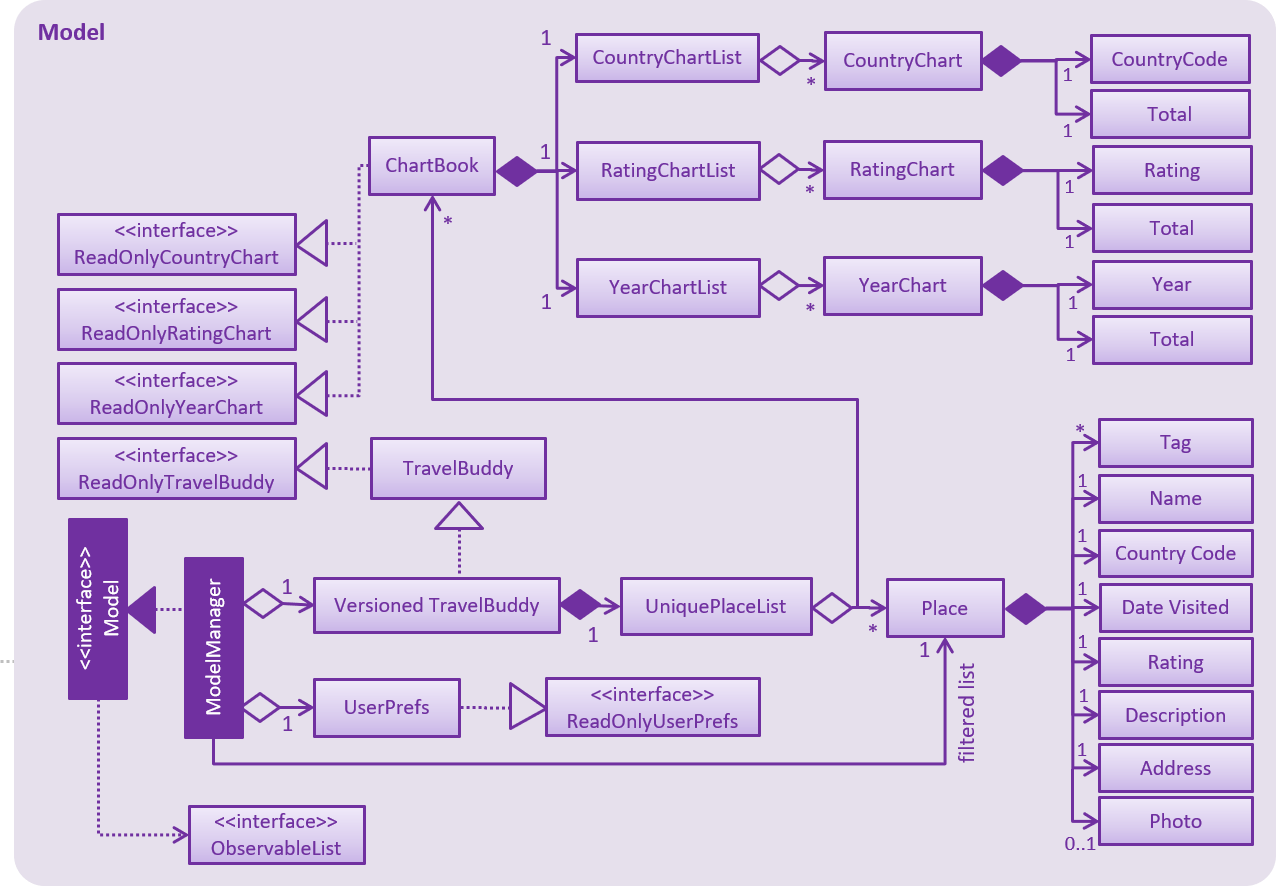 Model
1
CountryChartList
*
CountryChart
1
CountryCode
1
Total
ChartBook
1
RatingChartList
*
RatingChart
1
Rating
1
Total
*
1
YearChartList
*
YearChart
1
Year
1
Total
<<interface>>
ReadOnlyCountryChart
<<interface>>
ReadOnlyRatingChart
<<interface>>
ReadOnlyYearChart
<<interface>>
ReadOnlyTravelBuddy
TravelBuddy
<<interface>>
Model
ModelManager
1
Versioned TravelBuddy
1
UniquePlaceList
*
Place
1
filtered list
1
UserPrefs
<<interface>>
ReadOnlyUserPrefs
<<interface>>
ObservableList
*
Tag
1
Name
1
Country Code
1
Date Visited
1
Rating
1
Description
1
Address
0..1
Photo